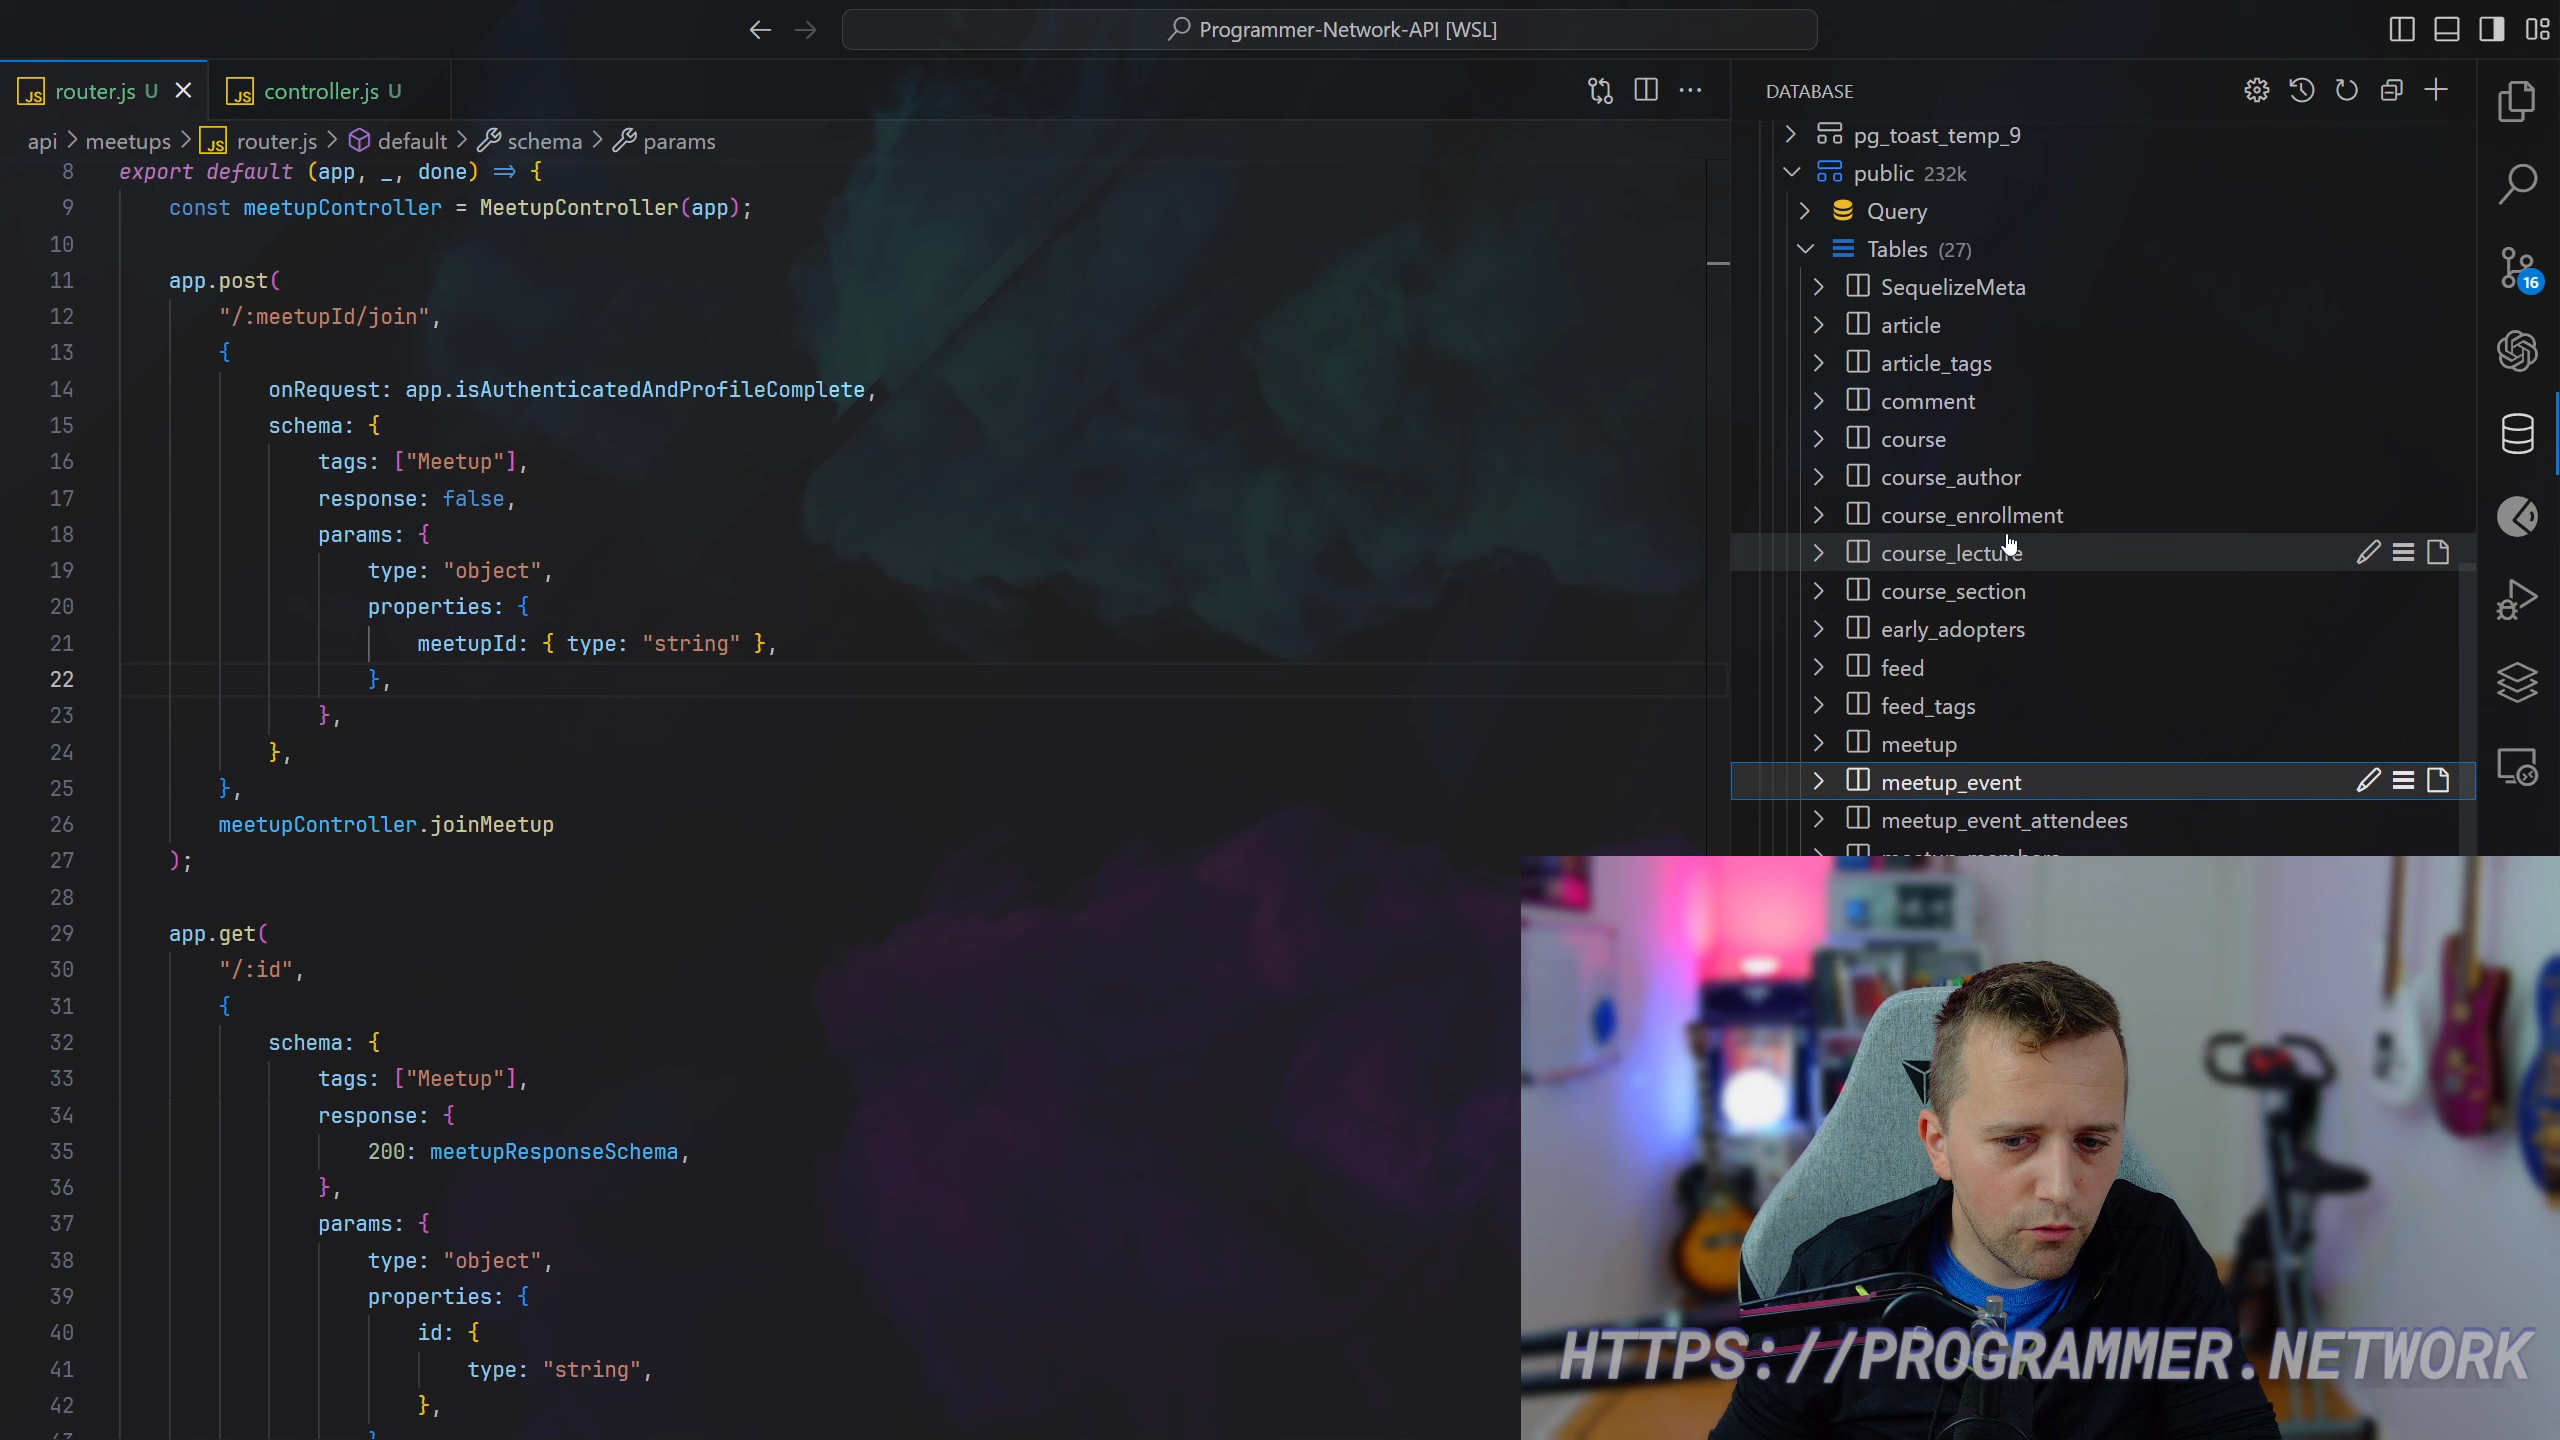 Programmer-Network-API [WSL]
router.js U
controller.js U
api > meetups > router.js > default > schema > params
8 export default (app, _, done) => {
9 const meetupController = MeetupController(app);
10
11 app.post(
12 "/:meetupId/join",
13 {
14 onRequest: app.isAuthenticatedAndProfileComplete,
15 schema: {
16 tags: ["Meetup"],
17 response: false,
18 params: {
19 type: "object",
20 properties: {
21 meetupId: { type: "string" },
22 },
23 },
24 },
25 },
26 meetupController.joinMeetup
27 );
28
29 app.get(
30 "/:id",
31 {
32 schema: {
33 tags: ["Meetup"],
34 response: {
35 200: meetupResponseSchema,
36 },
37 params: {
38 type: "object",
39 properties: {
40 id: {
41 type: "string",
42 },
DATABASE
pg_toast_temp_9
public 232k
Query
Tables (27)
SequelizeMeta
article
article_tags
comment
course
course_author
course_enrollment
course_lecture
course_section
early_adopters
feed
feed_tags
meetup
meetup_event
meetup_event_attendees
16
HTTPS://PROGRAMMER.NETWORK